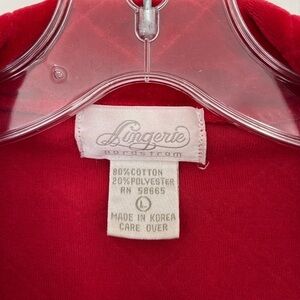 Lingerie
nordstrom
80%COTTON
20%POLYESTER
RN 58665
L
MADE IN KOREA
CARE OVER